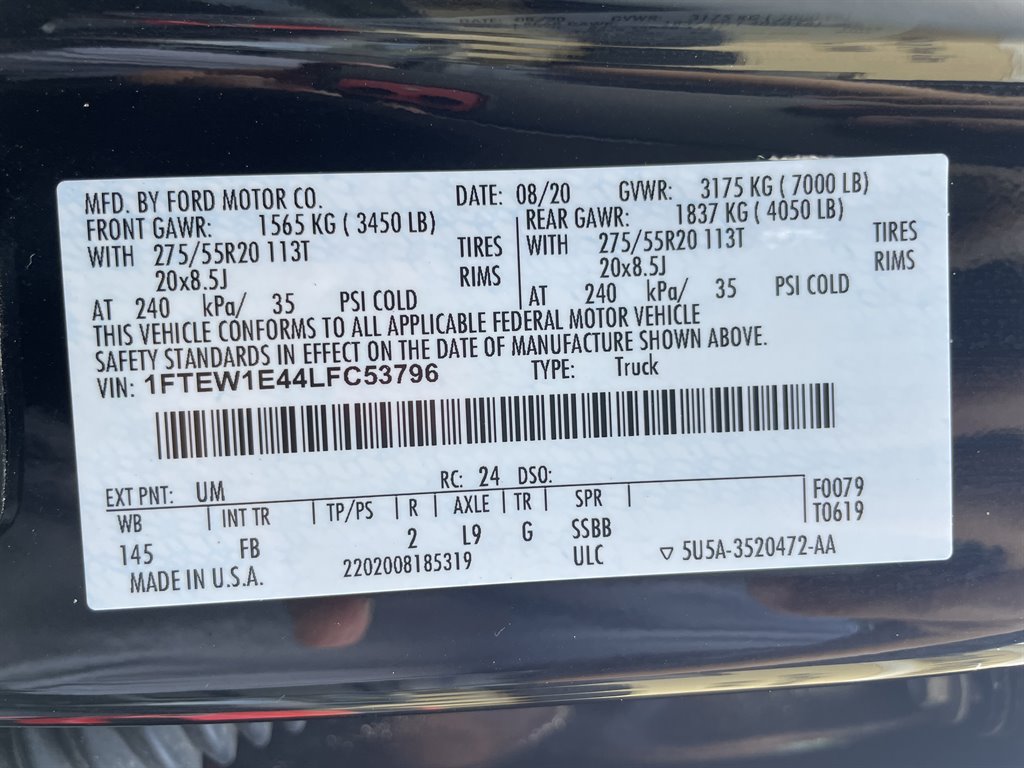 MFD. BY FORD MOTOR CO. DATE: 08/20 GVWR: 3175 KG ( 7000 LB)
FRONT GAWR: 1565 KG ( 3450 LB) REAR GAWR: 1837 KG ( 4050 LB)
WITH 275/55R20 113T TIRES WITH 275/55R20 113T TIRES
20x8.5J RIMS 20x8.5J RIMS
AT 240 kPa/ 35 PSI COLD AT 240 kPa/ 35 PSI COLD
THIS VEHICLE CONFORMS TO ALL APPLICABLE FEDERAL MOTOR VEHICLE
SAFETY STANDARDS IN EFFECT ON THE DATE OF MANUFACTURE SHOWN ABOVE.
VIN: 1FTEW1E44LFC53796 TYPE: Truck
EXT PNT: UM RC: 24 DSO:
WB INT TR TP/PS R AXLE TR SPR F0079
145 FB 2 L9 G SSBB T0619
MADE IN U.S.A. 2202008185319 ULC ▽ 5U5A-3520472-AA